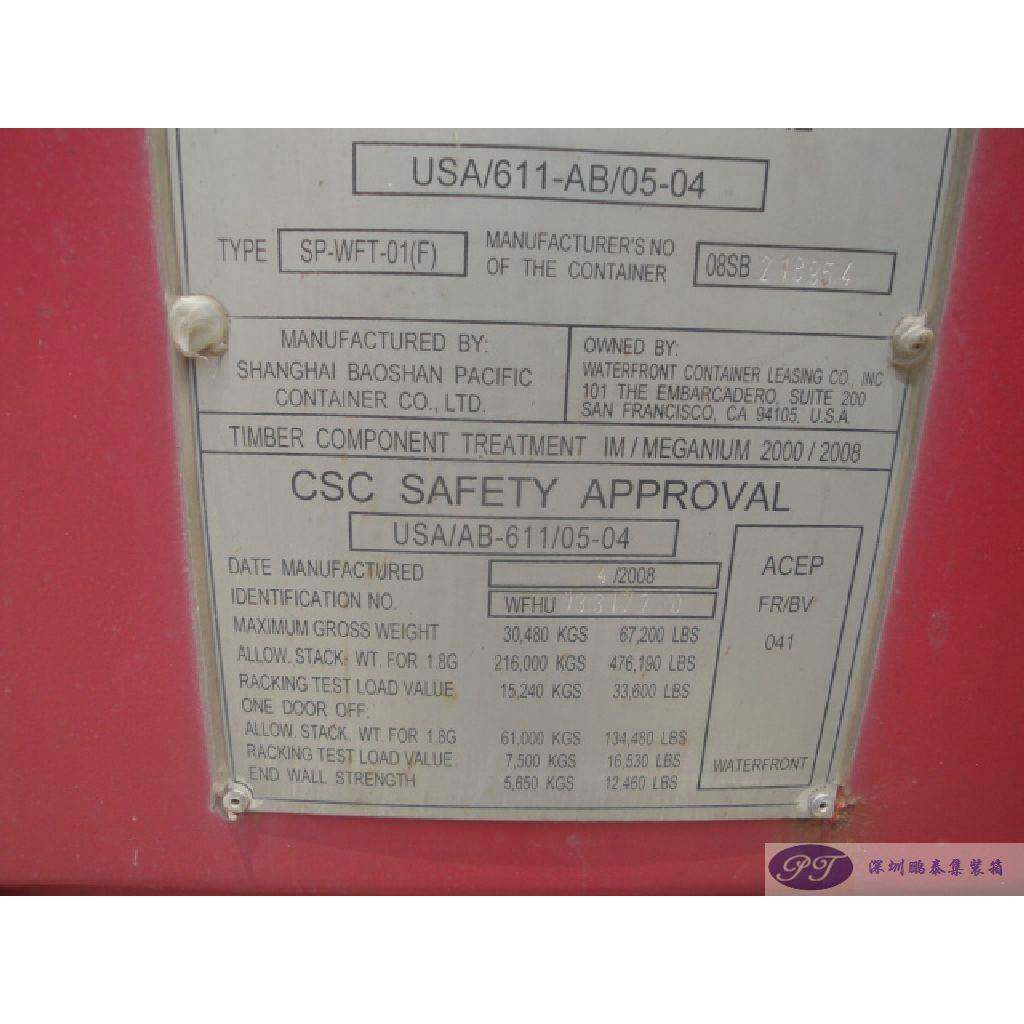 USA/611-AB/05-04
TYPE SP-WFT-01(F) MANUFACTURER'S NO OF THE CONTAINER 08SB
MANUFACTURED BY:
SHANGHAI BAOSHAN PACIFIC
CONTAINER CO., LTD.
OWNED BY:
WATERFRONT CONTAINER LEASING CO., INC
101 THE EMBARCADERO, SUITE 200
SAN FRANCISCO, CA 94105, U.S.A.
TIMBER COMPONENT TREATMENT IM / MEGANIUM 2000 / 2008
CSC SAFETY APPROVAL
USA/AB-611/05-04
DATE MANUFACTURED 4 /2008
IDENTIFICATION NO. WFHU
MAXIMUM GROSS WEIGHT 30,480 KGS 67,200 LBS
ALLOW. STACK. WT. FOR 1.8G 216,000 KGS 476,190 LBS
RACKING TEST LOAD VALUE 15,240 KGS 33,600 LBS
ONE DOOR OFF:
ALLOW. STACK. WT. FOR 1.8G 61,000 KGS 134,480 LBS
RACKING TEST LOAD VALUE 7,500 KGS 16,530 LBS
END WALL STRENGTH 5,650 KGS 12,460 LBS
ACEP
FR/BV
041
WATERFRONT
PT 深圳鹏泰集装箱